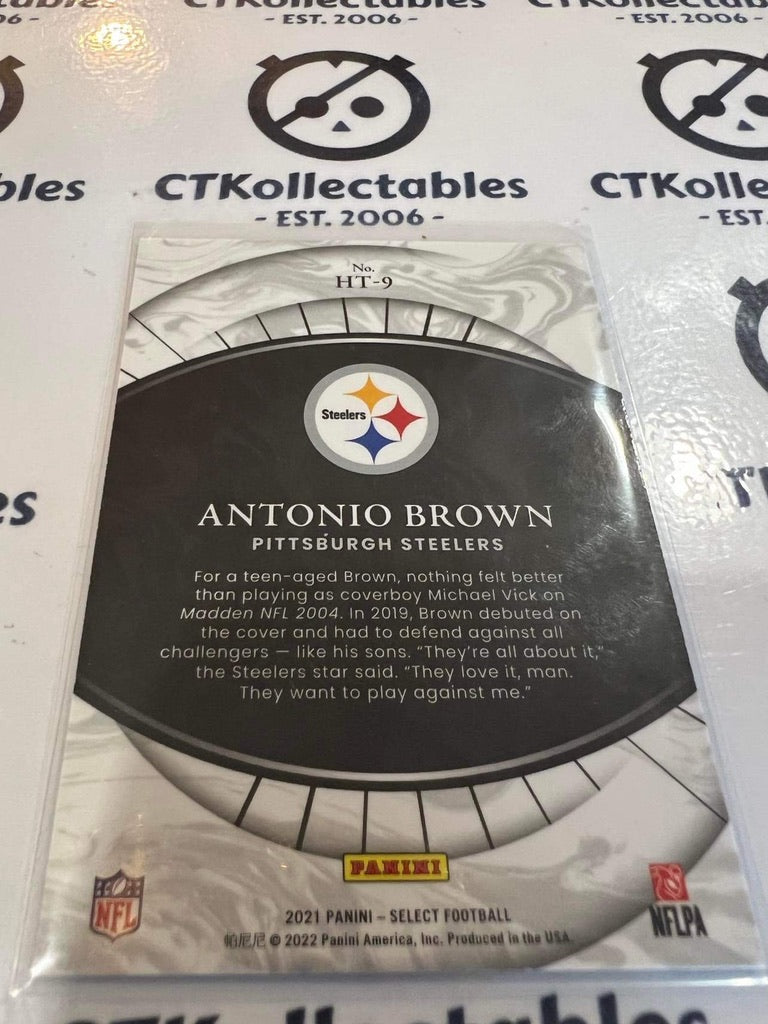 - EST. 2006 -
CTKollectables
- EST. 2006 -
CTKollectables
- EST. 2006 -
No.
HT-9
Steelers
ANTONIO BROWN
PITTSBURGH STEELERS
For a teen-aged Brown, nothing felt better
than playing as coverboy Michael Vick on
Madden NFL 2004. In 2019, Brown debuted on
the cover and had to defend against all
challengers — like his sons. “They're all about it,”
the Steelers star said. “They love it, man.
They want to play against me.”
PANINI
NFL
NFLPA
2021 PANINI – SELECT FOOTBALL
帕尼尼 © 2022 Panini America, Inc. Produced in the USA.